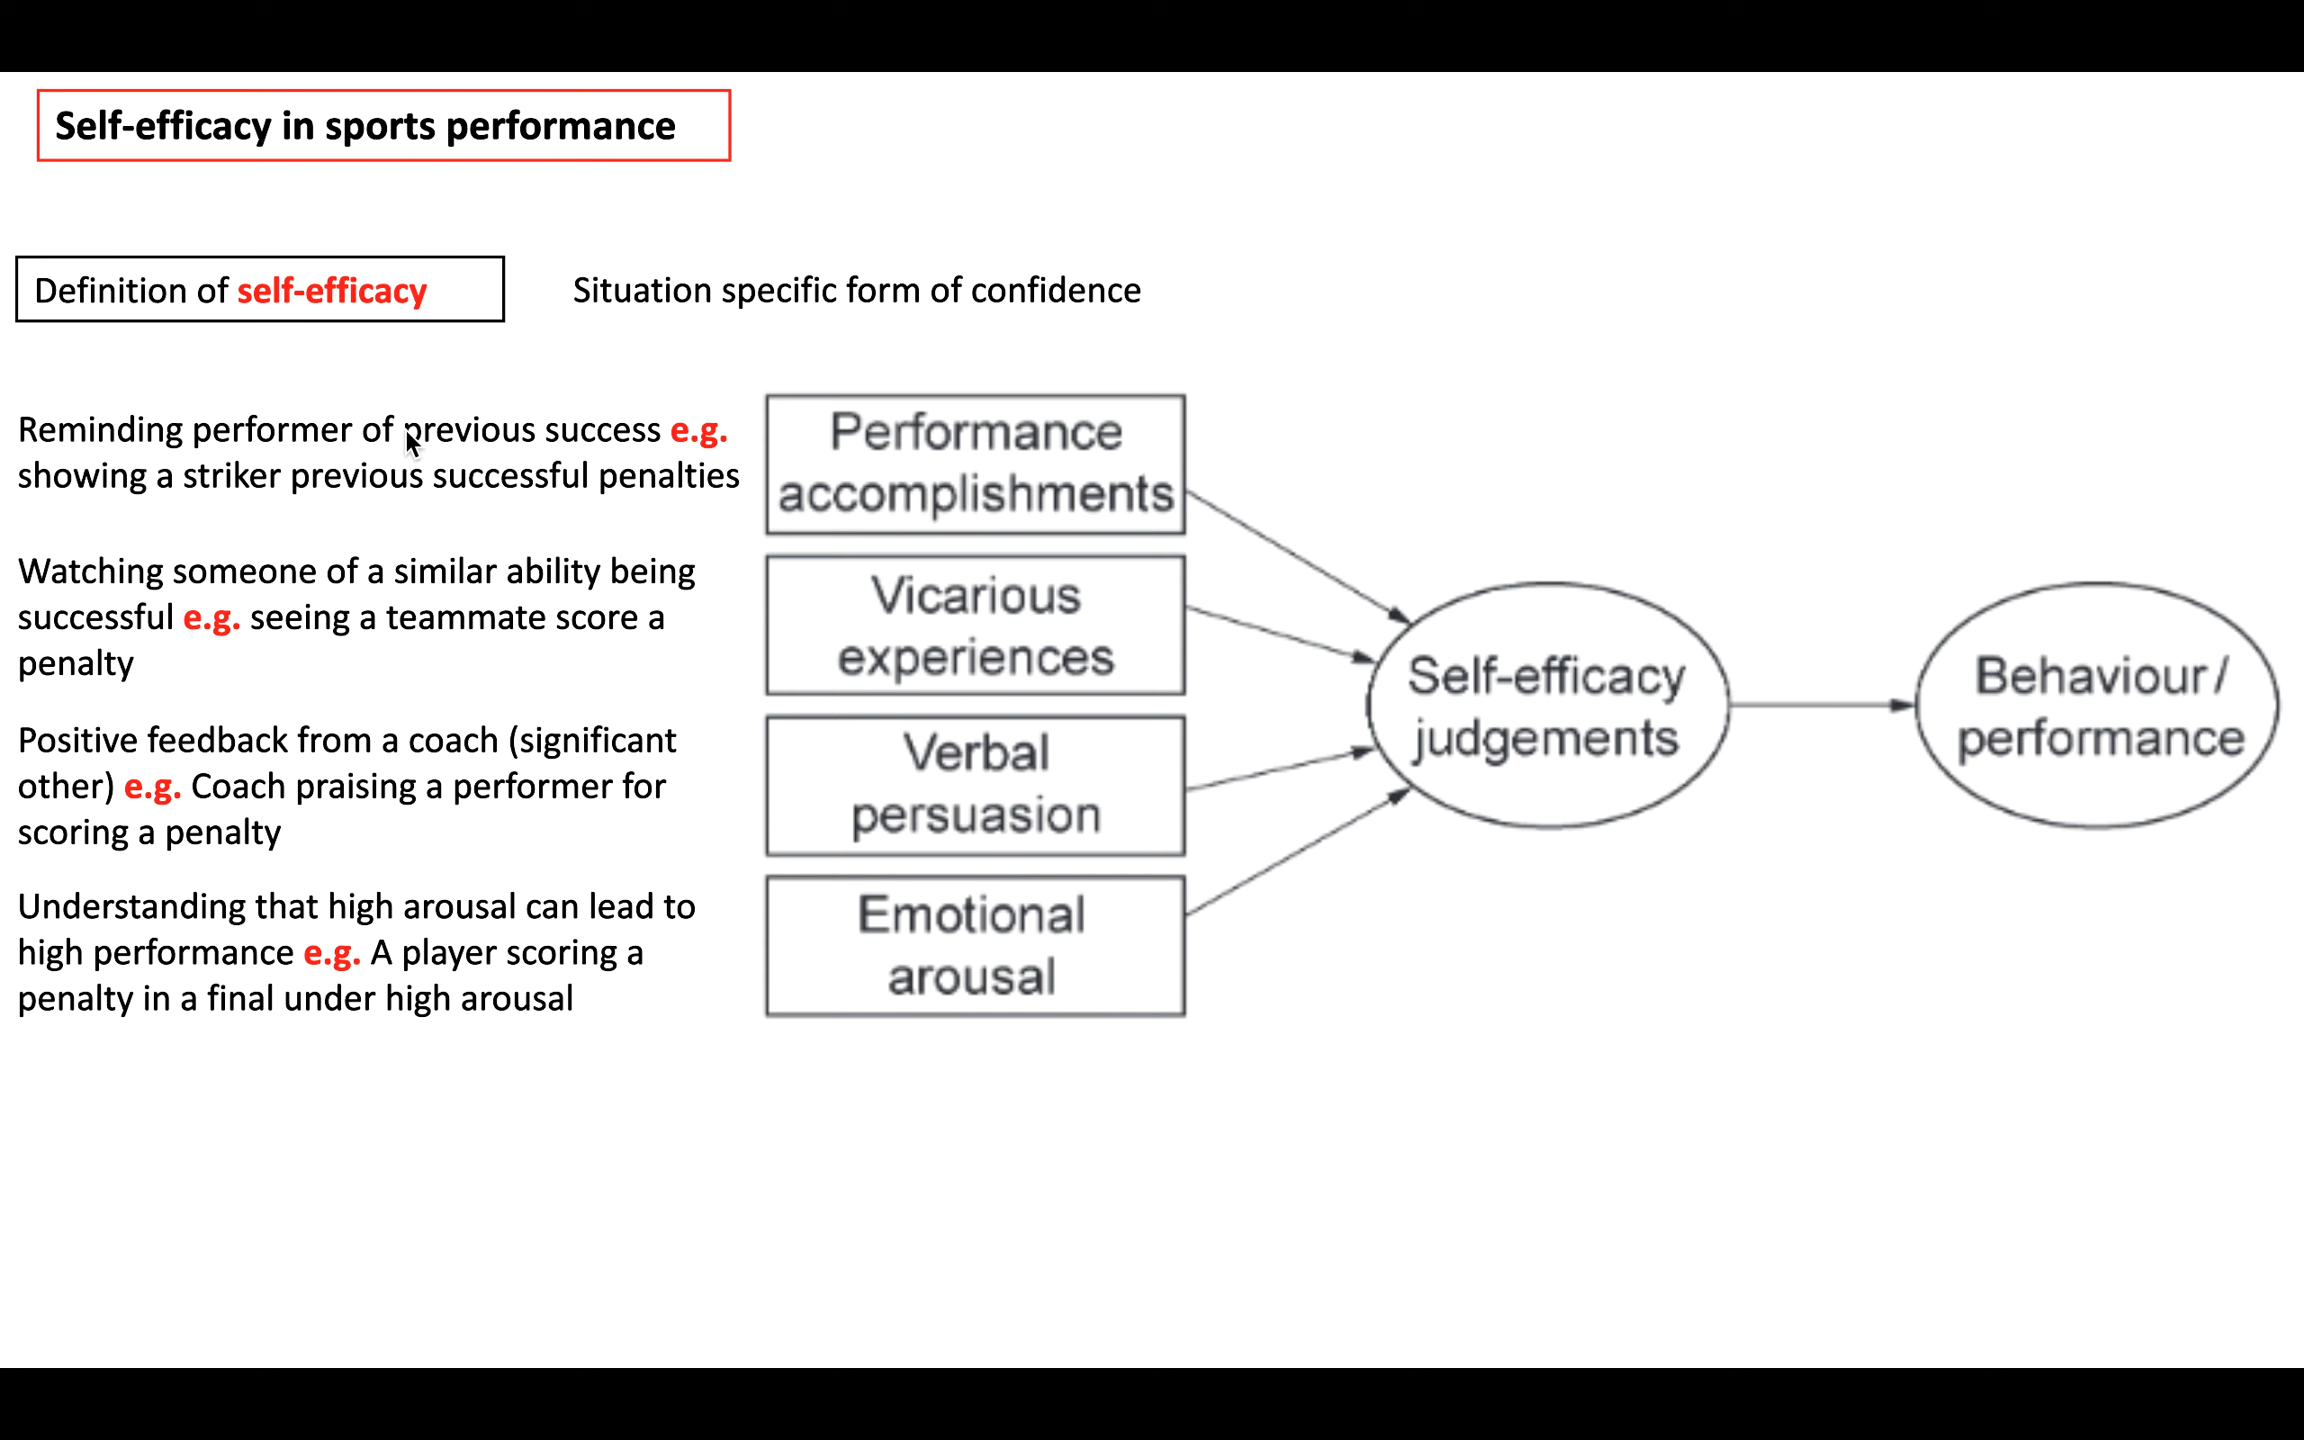 Self-efficacy in sports performance
Definition of self-efficacy
Situation specific form of confidence
Reminding performer of previous success e.g.
showing a striker previous successful penalties
Watching someone of a similar ability being
successful e.g. seeing a teammate score a
penalty
Positive feedback from a coach (significant
other) e.g. Coach praising a performer for
scoring a penalty
Understanding that high arousal can lead to
high performance e.g. A player scoring a
penalty in a final under high arousal
Performance
accomplishments
Vicarious
experiences
Verbal
persuasion
Emotional
arousal
Self-efficacy
judgements
Behaviour/
performance